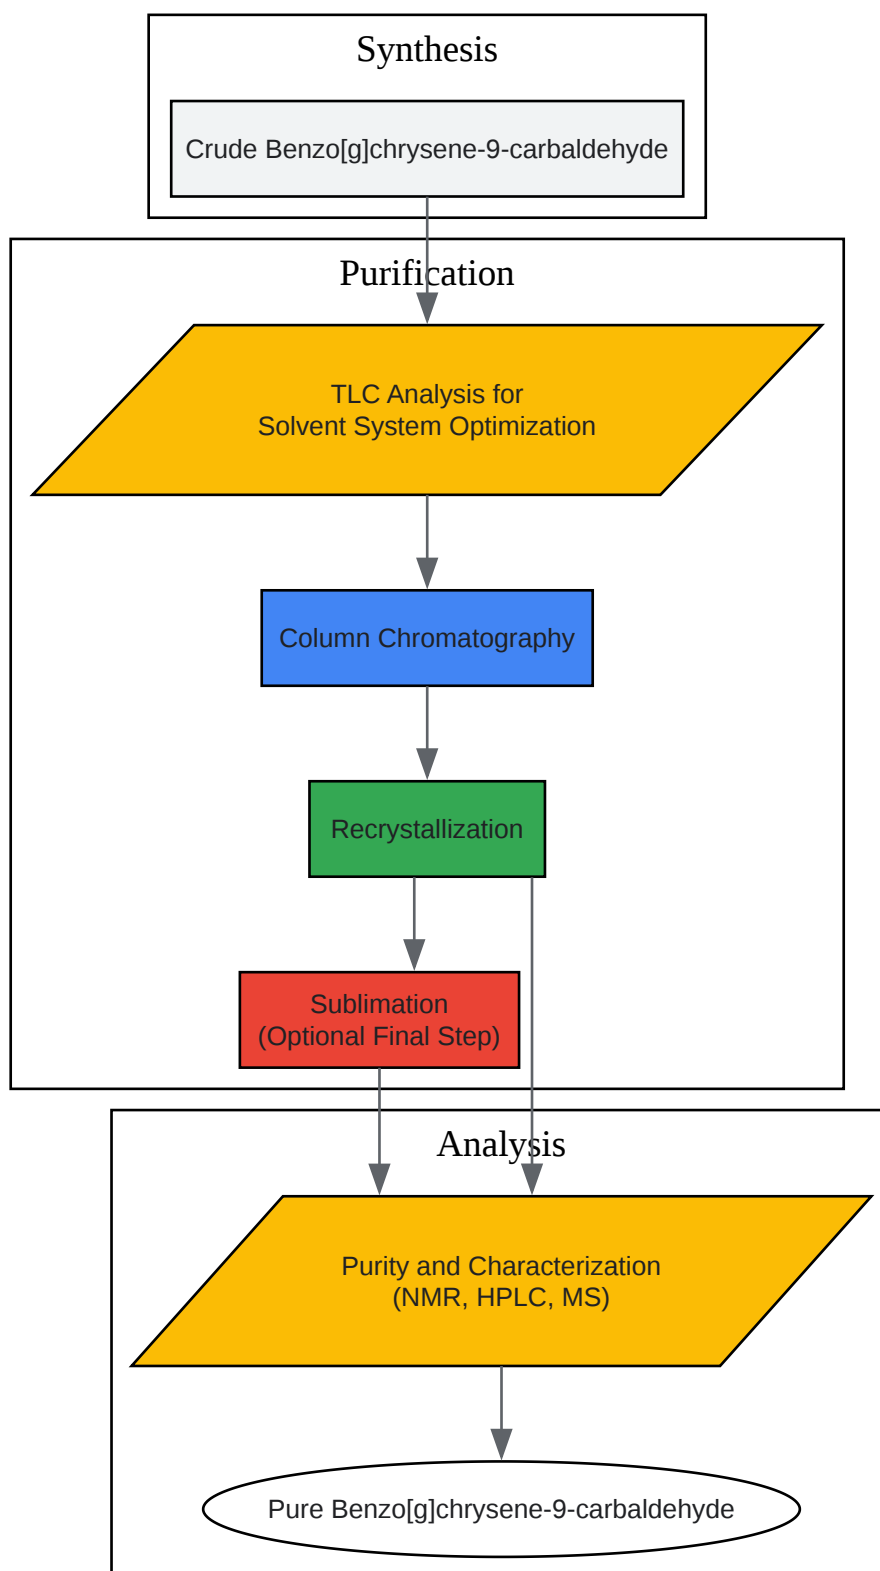 Synthesis
Crude Benzo[g]chrysene-9-carbaldehyde
Purification
TLC Analysis for
Solvent System Optimization
Column Chromatography
Recrystallization
Sublimation
(Optional Final Step)
Analysis
Purity and Characterization
(NMR, HPLC, MS)
Pure Benzo[g]chrysene-9-carbaldehyde